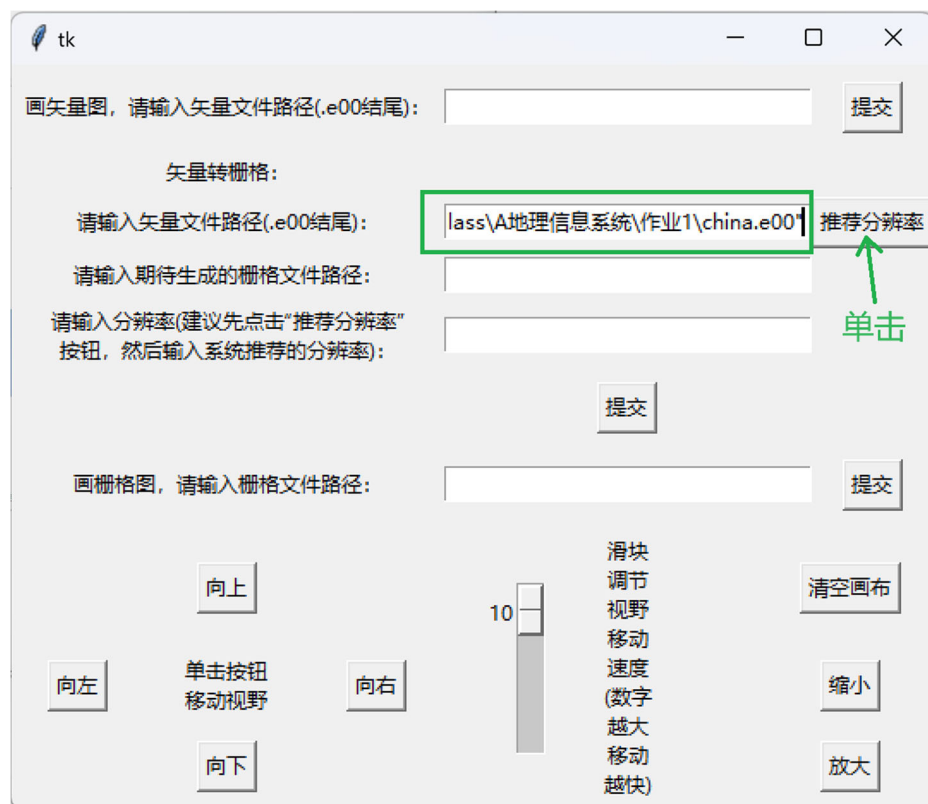 tk
画矢量图，请输入矢量文件路径(.e00结尾)：
提交
矢量转栅格：
请输入矢量文件路径(.e00结尾)：
lass\A地理信息系统\作业1\china.e00"
推荐分辨率
请输入期待生成的栅格文件路径：
单击
请输入分辨率(建议先点击“推荐分辨率”
按钮，然后输入系统推荐的分辨率)：
提交
画栅格图，请输入栅格文件路径：
提交
向上
10
滑块
调节
视野
移动
速度
(数字
越大
移动
越快)
清空画布
向左
单击按钮
移动视野
向右
缩小
向下
放大